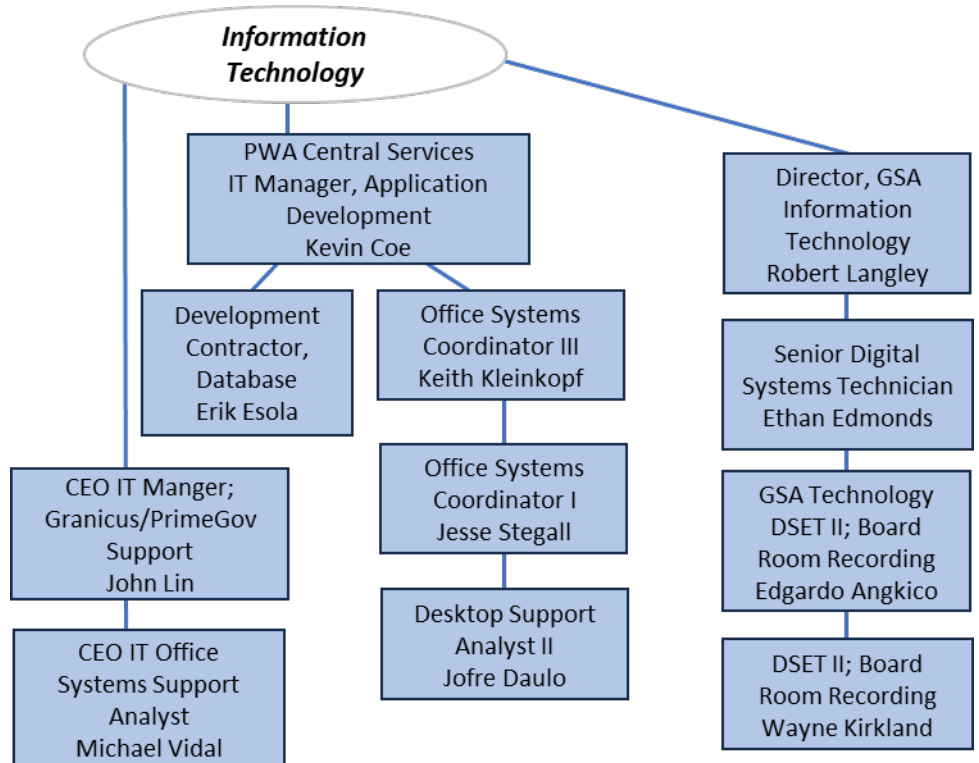 Information
Technology
PWA Central Services
IT Manager, Application
Development
Kevin Coe
Director, GSA
Information
Technology
Robert Langley
Development
Contractor,
Database
Erik Esola
Office Systems
Coordinator III
Keith Kleinkopf
Senior Digital
Systems Technician
Ethan Edmonds
CEO IT Manger;
Granicus/PrimeGov
Support
John Lin
Office Systems
Coordinator I
Jesse Stegall
GSA Technology
DSET II; Board
Room Recording
Edgardo Angkico
CEO IT Office
Systems Support
Analyst
Michael Vidal
Desktop Support
Analyst II
Jofre Daulo
DSET II; Board
Room Recording
Wayne Kirkland